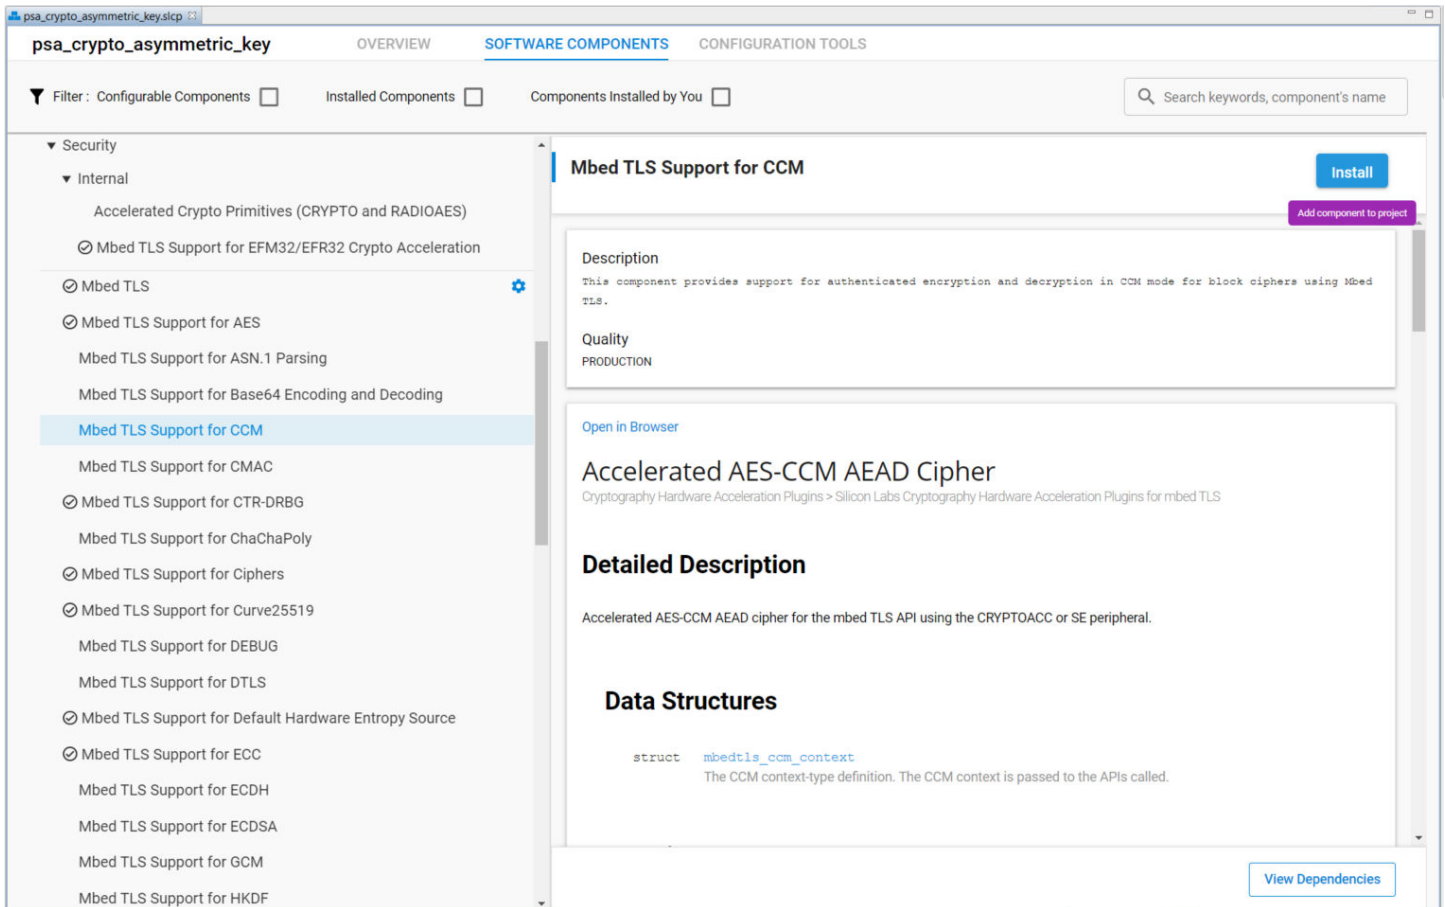 psa_crypto_asymmetric_key.slcp
psa_crypto_asymmetric_key
OVERVIEW
SOFTWARE COMPONENTS
CONFIGURATION TOOLS
Filter : Configurable Components
Installed Components
Components Installed by You
Search keywords, component's name
Security
Internal
Accelerated Crypto Primitives (CRYPTO and RADIOAES)
Mbed TLS Support for EFM32/EFR32 Crypto Acceleration
Mbed TLS
Mbed TLS Support for AES
Mbed TLS Support for ASN.1 Parsing
Mbed TLS Support for Base64 Encoding and Decoding
Mbed TLS Support for CCM
Mbed TLS Support for CMAC
Mbed TLS Support for CTR-DRBG
Mbed TLS Support for ChaChaPoly
Mbed TLS Support for Ciphers
Mbed TLS Support for Curve25519
Mbed TLS Support for DEBUG
Mbed TLS Support for DTLS
Mbed TLS Support for Default Hardware Entropy Source
Mbed TLS Support for ECC
Mbed TLS Support for ECDH
Mbed TLS Support for ECDSA
Mbed TLS Support for GCM
Mbed TLS Support for HKDF
Mbed TLS Support for CCM
Install
Add component to project
Description
This component provides support for authenticated encryption and decryption in CCM mode for block ciphers using Mbed
TLS.
Quality
PRODUCTION
Open in Browser
Accelerated AES-CCM AEAD Cipher
Cryptography Hardware Acceleration Plugins > Silicon Labs Cryptography Hardware Acceleration Plugins for mbed TLS
Detailed Description
Accelerated AES-CCM AEAD cipher for the mbed TLS API using the CRYPTOACC or SE peripheral.
Data Structures
struct mbedtls_ccm_context
The CCM context-type definition. The CCM context is passed to the APIs called.
View Dependencies